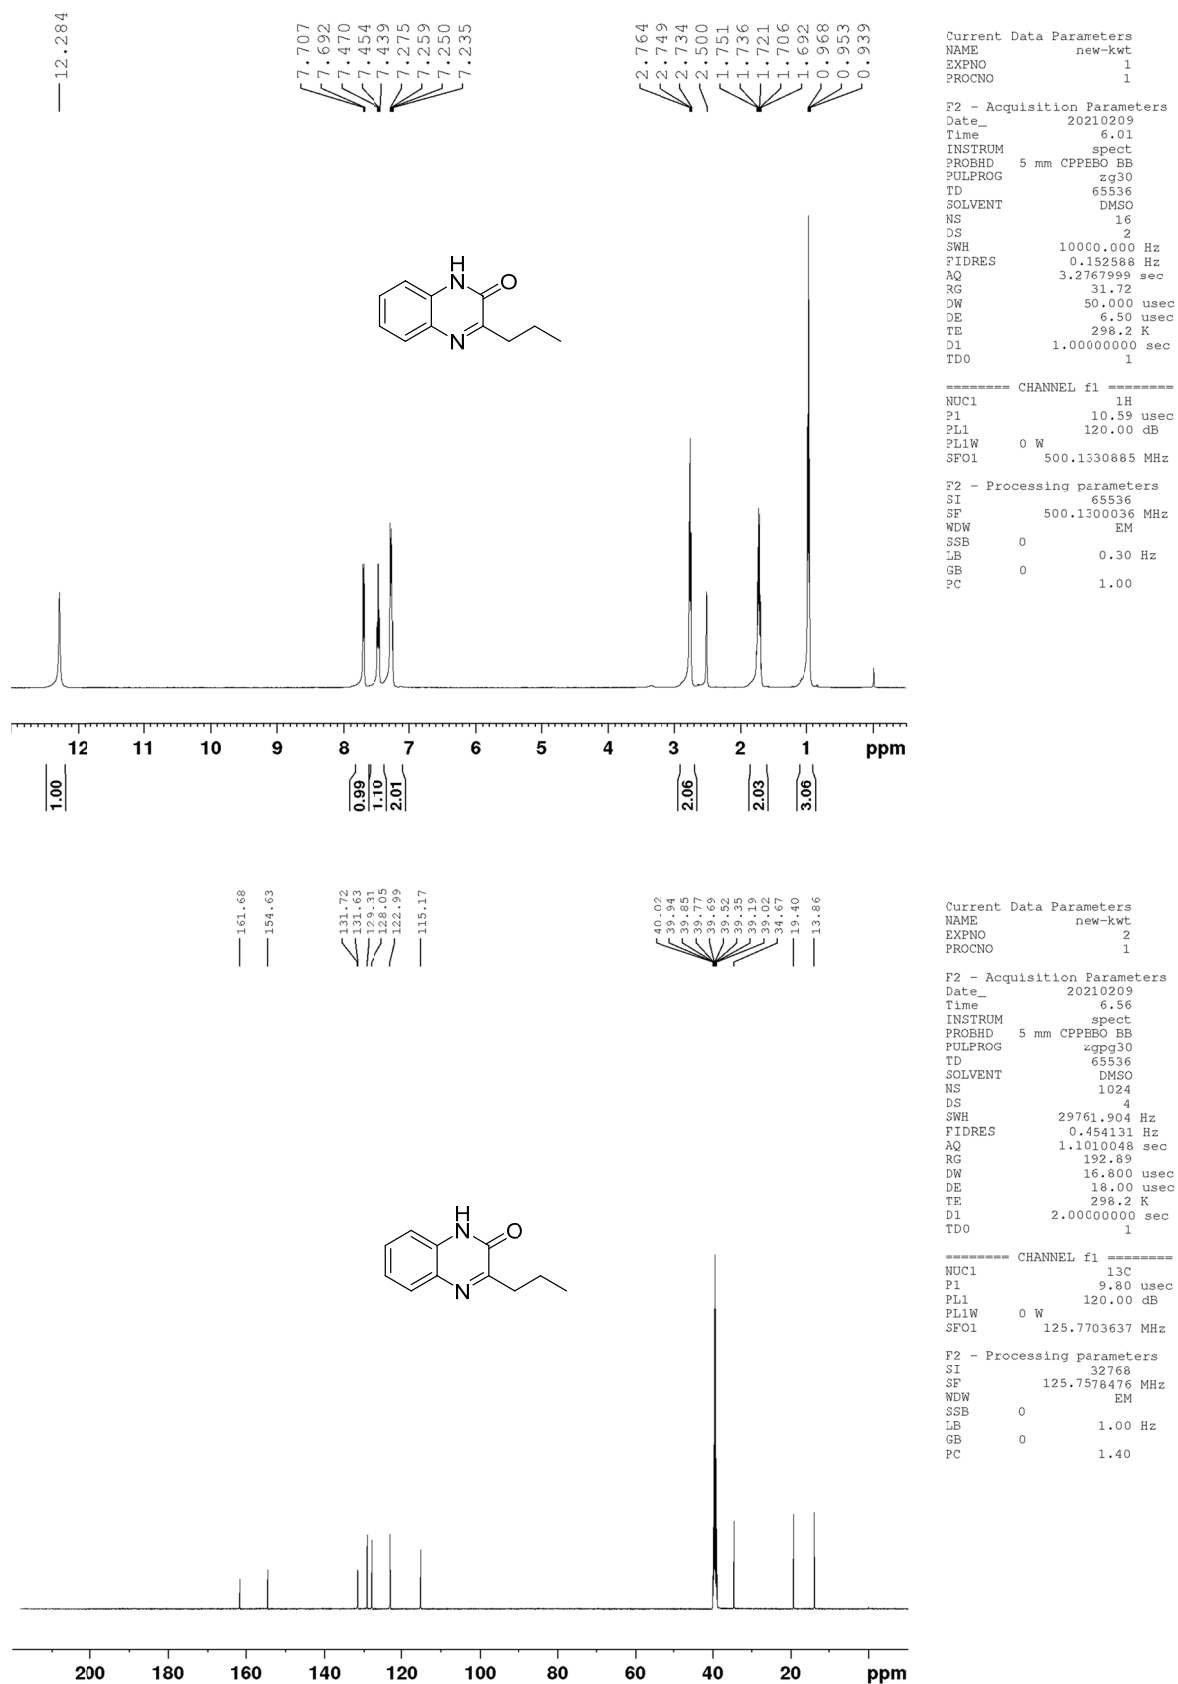 12.284
7.707
7.692
7.470
7.454
7.439
7.275
7.259
7.250
7.235
2.764
2.749
2.734
2.500
1.751
1.736
1.721
1.706
1.692
0.968
0.953
0.939
H
N
O
N
12 11 10 9 8 7 6 5 4 3 2 1 ppm
1.00
0.99
1.10
2.01
2.06
2.03
3.06
Current Data Parameters
NAME new-kwt
EXPNO 1
PROCNO 1
F2 - Acquisition Parameters
Date_ 20210209
Time 6.01
INSTRUM spect
PROBHD 5 mm CPPBBO BB
PULPROG zg30
TD 65536
SOLVENT DMSO
NS 16
DS 2
SWH 10000.000 Hz
FIDRES 0.152588 Hz
AQ 3.2767999 sec
RG 31.72
DW 50.000 usec
DE 6.50 usec
TE 298.2 K
D1 1.00000000 sec
TD0 1
======== CHANNEL f1 ========
NUC1 1H
P1 10.59 usec
PL1 120.00 dB
PL1W 0 W
SFO1 500.1330885 MHz
F2 - Processing parameters
SI 65536
SF 500.1300036 MHz
WDW EM
SSB 0
LB 0.30 Hz
GB 0
PC 1.00
161.68
154.63
131.72
131.63
129.31
128.05
122.99
115.17
40.02
39.94
39.85
39.77
39.69
39.52
39.35
39.19
39.02
34.67
19.40
13.86
H
N
O
N
200 180 160 140 120 100 80 60 40 20 ppm
Current Data Parameters
NAME new-kwt
EXPNO 2
PROCNO 1
F2 - Acquisition Parameters
Date_ 20210209
Time 6.56
INSTRUM spect
PROBHD 5 mm CPPBBO BB
PULPROG zgpg30
TD 65536
SOLVENT DMSO
NS 1024
DS 4
SWH 29761.904 Hz
FIDRES 0.454131 Hz
AQ 1.1010048 sec
RG 192.89
DW 16.800 usec
DE 18.00 usec
TE 298.2 K
D1 2.00000000 sec
TD0 1
======== CHANNEL f1 ========
NUC1 13C
P1 9.80 usec
PL1 120.00 dB
PL1W 0 W
SFO1 125.7703637 MHz
F2 - Processing parameters
SI 32768
SF 125.7578476 MHz
WDW EM
SSB 0
LB 1.00 Hz
GB 0
PC 1.40